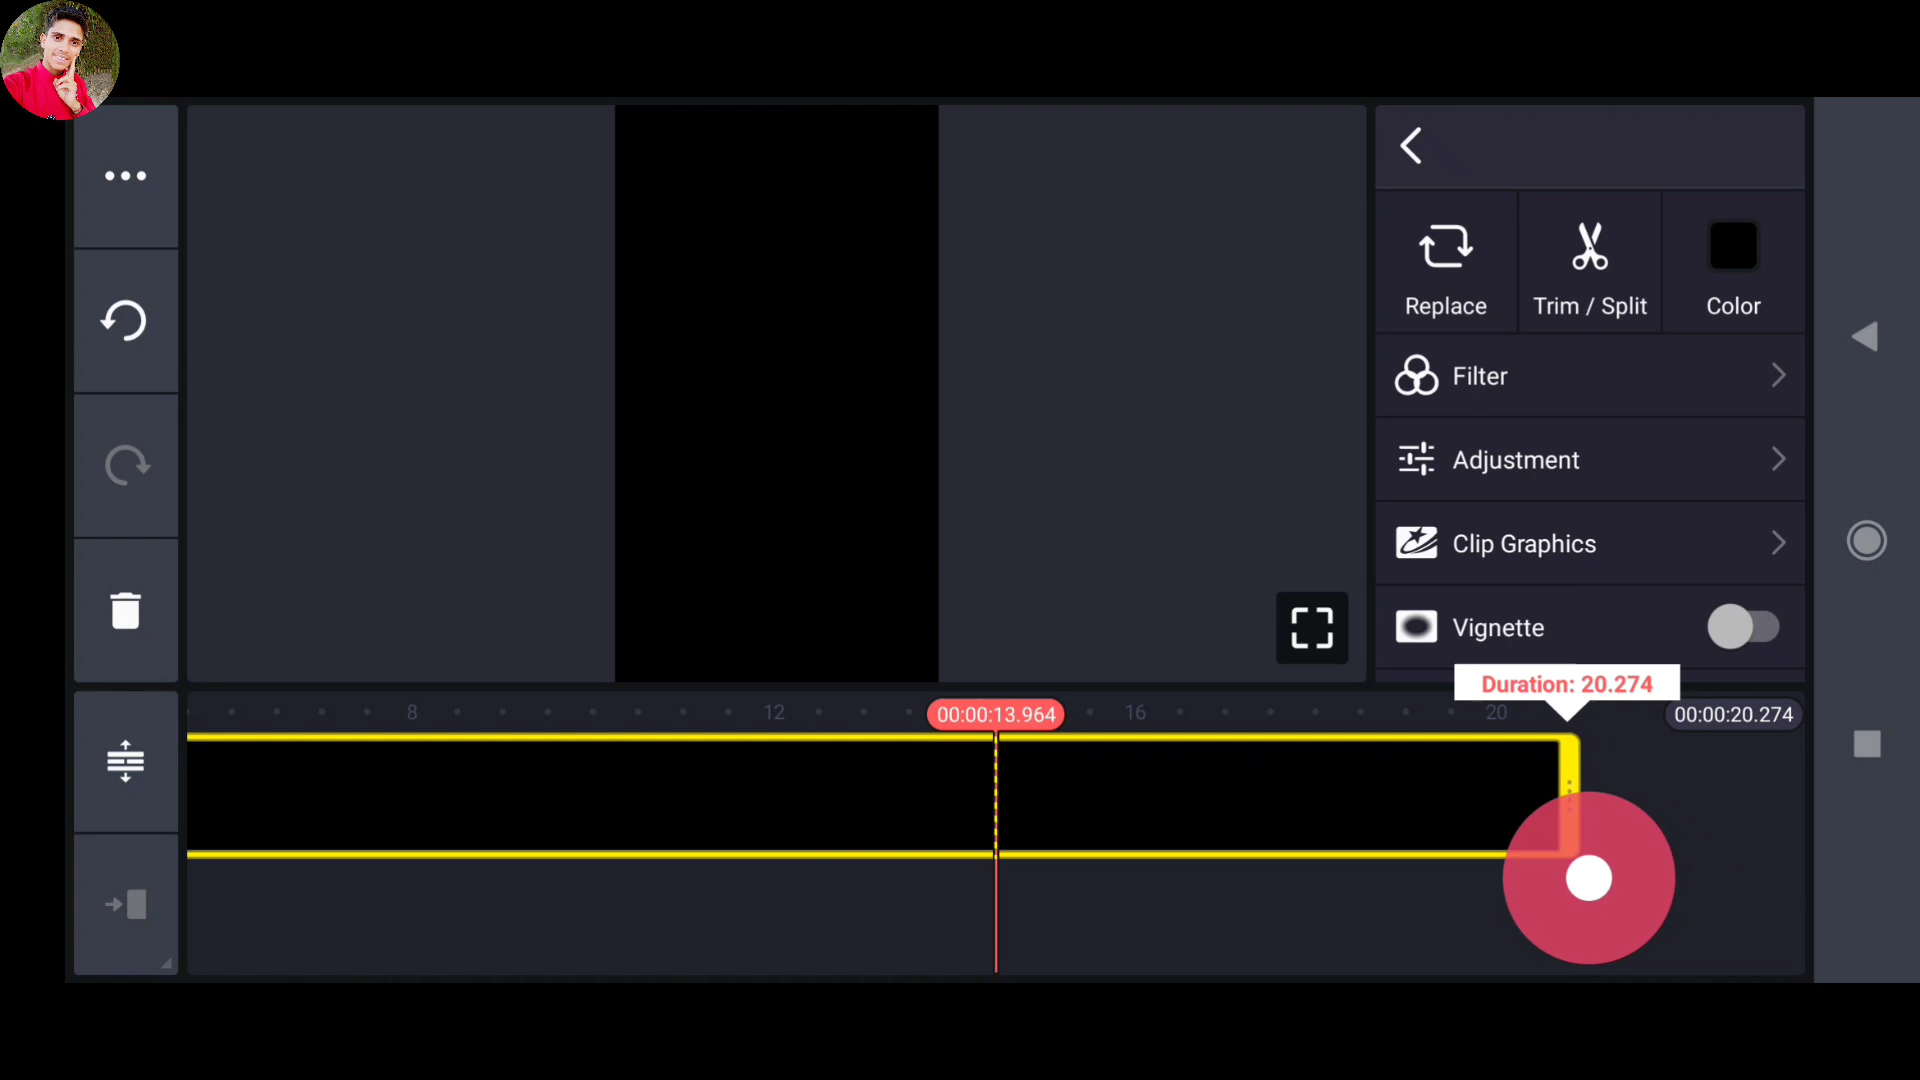 Replace
Trim / Split
Color
Filter
Adjustment
Clip Graphics
Vignette
Duration: 20.274
8
12
00:00:13.964
16
20
00:00:20.274